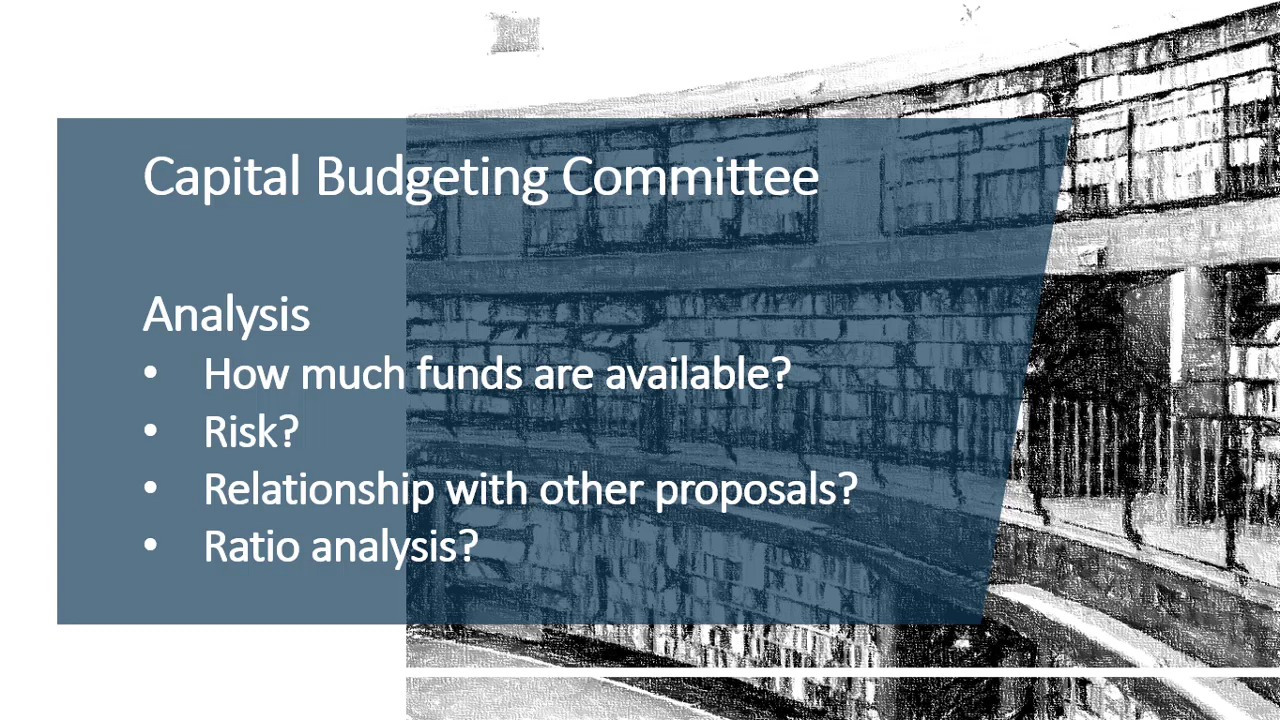 Capital Budgeting Committee
Analysis
• How much funds are available?
• Risk?
• Relationship with other proposals?
• Ratio analysis?